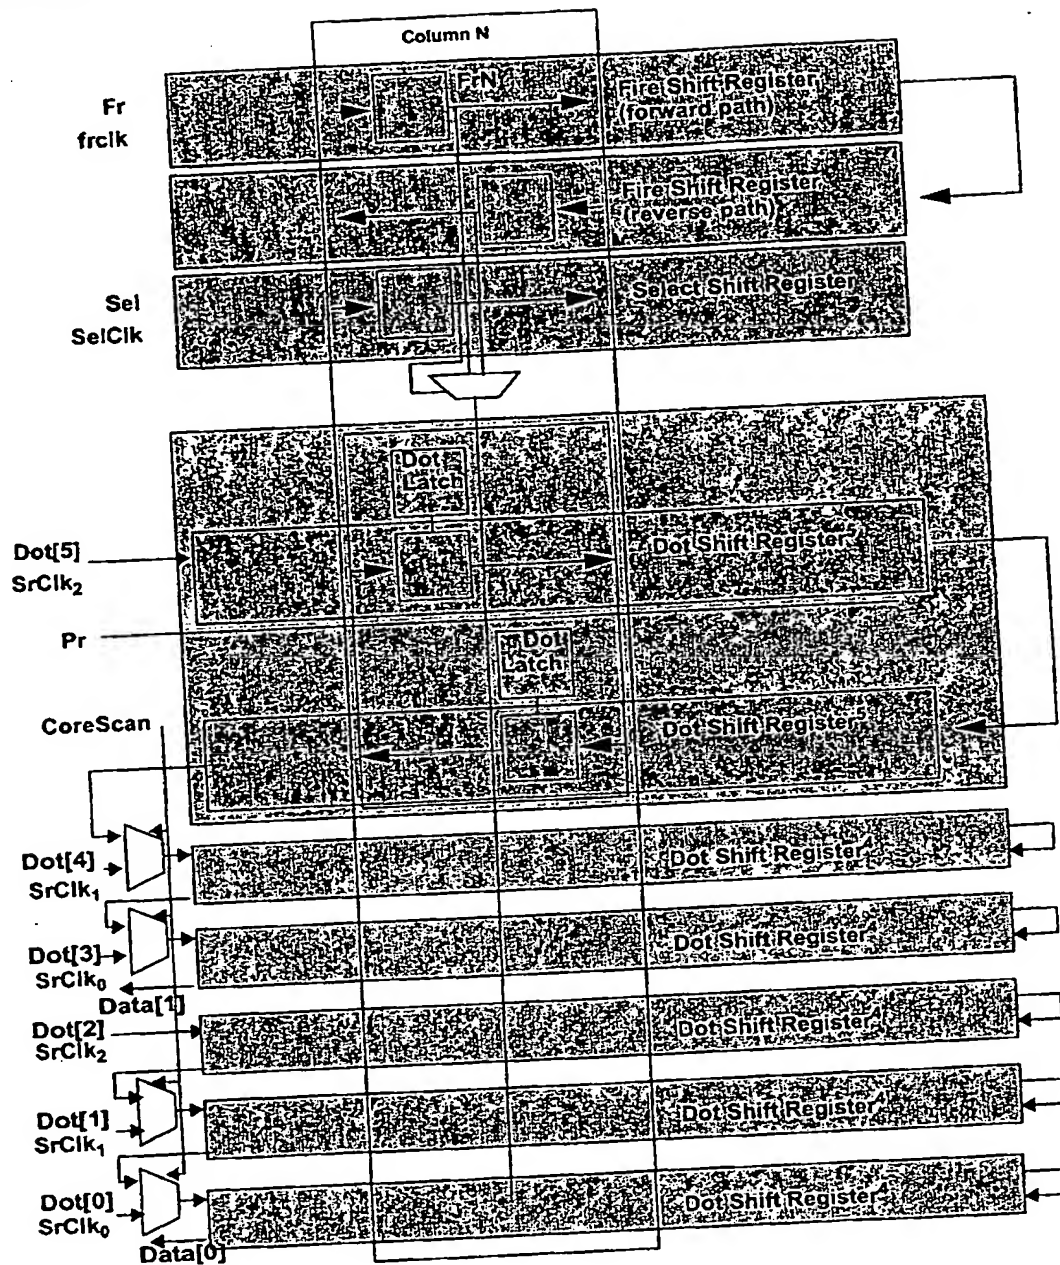 Column N
Fr
frclk
FrN
Fire Shift Register
(forward path)
Fire Shift Register
(reverse path)
Sel
SelClk
Select Shift Register
Dot
Latch
Dot[5]
SrClk2
Dot Shift Register
Pr
Dot
Latch
CoreScan
Dot Shift Register
Dot[4]
SrClk1
Dot Shift Register
Dot[3]
SrClk0
Dot Shift Register
Data[1]
Dot[2]
SrClk2
Dot Shift Register
Dot[1]
SrClk1
Dot Shift Register
Dot[0]
SrClk0
Dot Shift Register
Data[0]